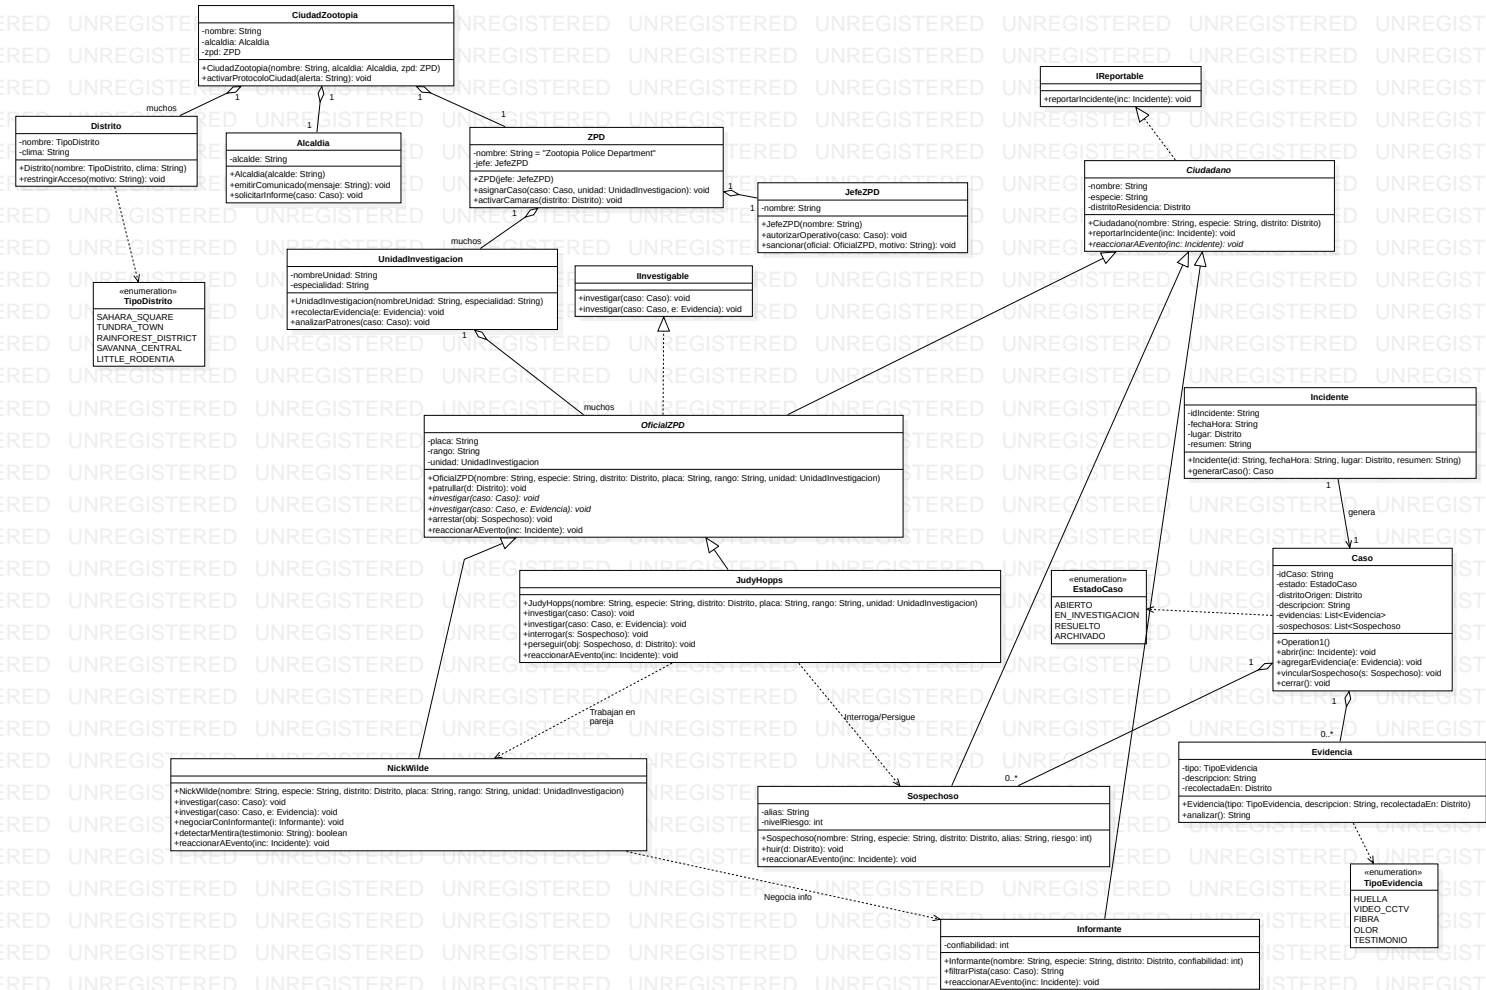 CiudadZootopia
-nombre: String
-alcaldia: Alcaldia
-zpd: ZPD
+CiudadZootopia(nombre: String, alcaldia: Alcaldia, zpd: ZPD)
+activarProtocoloCiudad(alerta: String): void
1
1
1
muchos
1
1
Distrito
-nombre: TipoDistrito
-clima: String
+Distrito(nombre: TipoDistrito, clima: String)
+restringirAcceso(motivo: String): void
Alcaldia
-alcalde: String
+Alcaldia(alcalde: String)
+emitirComunicado(mensaje: String): void
+solicitarInforme(caso: Caso): void
ZPD
-nombre: String = "Zootopia Police Department"
-jefe: JefeZPD
+ZPD(jefe: JefeZPD)
+asignarCaso(caso: Caso, unidad: UnidadInvestigacion): void
+activarCamaras(distrito: Distrito): void
1
1
1
muchos
JefeZPD
-nombre: String
+JefeZPD(nombre: String)
+autorizarOperativo(caso: Caso): void
+sancionar(oficial: OficialZPD, motivo: String): void
IReportable
+reportarIncidente(inc: Incidente): void
Ciudadano
-nombre: String
-especie: String
-distritoResidencia: Distrito
+Ciudadano(nombre: String, especie: String, distrito: Distrito)
+reportarIncidente(inc: Incidente): void
+reaccionarAEvento(inc: Incidente): void
«enumeration»
TipoDistrito
SAHARA_SQUARE
TUNDRA_TOWN
RAINFOREST_DISTRICT
SAVANNA_CENTRAL
LITTLE_RODENTIA
UnidadInvestigacion
-nombreUnidad: String
-especialidad: String
+UnidadInvestigacion(nombreUnidad: String, especialidad: String)
+recolectarEvidencia(e: Evidencia): void
+analizarPatrones(caso: Caso): void
1
muchos
IInvestigable
+investigar(caso: Caso): void
+investigar(caso: Caso, e: Evidencia): void
OficialZPD
-placa: String
-rango: String
-unidad: UnidadInvestigacion
+OficialZPD(nombre: String, especie: String, distrito: Distrito, placa: String, rango: String, unidad: UnidadInvestigacion)
+patrullar(d: Distrito): void
+investigar(caso: Caso): void
+investigar(caso: Caso, e: Evidencia): void
+arrestar(obj: Sospechoso): void
+reaccionarAEvento(inc: Incidente): void
Incidente
-idIncidente: String
-fechaHora: String
-lugar: Distrito
-resumen: String
+Incidente(id: String, fechaHora: String, lugar: Distrito, resumen: String)
+generarCaso(): Caso
1
genera
1
JudyHopps
+JudyHopps(nombre: String, especie: String, distrito: Distrito, placa: String, rango: String, unidad: UnidadInvestigacion)
+investigar(caso: Caso): void
+investigar(caso: Caso, e: Evidencia): void
+interrogar(s: Sospechoso): void
+perseguir(obj: Sospechoso, d: Distrito): void
+reaccionarAEvento(inc: Incidente): void
«enumeration»
EstadoCaso
ABIERTO
EN_INVESTIGACION
RESUELTO
ARCHIVADO
Caso
-idCaso: String
-estado: EstadoCaso
-distritoOrigen: Distrito
-descripcion: String
-evidencias: List<Evidencia>
-sospechosos: List<Sospechoso
+Operation1()
+abrir(inc: Incidente): void
+agregarEvidencia(e: Evidencia): void
+vincularSospechoso(s: Sospechoso): void
+cerrar(): void
1
1
0..*
0..*
Trabajan en
pareja
Interroga/Persigue
NickWilde
+NickWilde(nombre: String, especie: String, distrito: Distrito, placa: String, rango: String, unidad: UnidadInvestigacion)
+investigar(caso: Caso): void
+investigar(caso: Caso, e: Evidencia): void
+negociarConInformante(i: Informante): void
+detectarMentira(testimonio: String): boolean
+reaccionarAEvento(inc: Incidente): void
Sospechoso
-alias: String
-nivelRiesgo: int
+Sospechoso(nombre: String, especie: String, distrito: Distrito, alias: String, riesgo: int)
+huir(d: Distrito): void
+reaccionarAEvento(inc: Incidente): void
Evidencia
-tipo: TipoEvidencia
-descripcion: String
-recolectadaEn: Distrito
+Evidencia(tipo: TipoEvidencia, descripcion: String, recolectadaEn: Distrito)
+analizar(): String
«enumeration»
TipoEvidencia
HUELLA
VIDEO_CCTV
FIBRA
OLOR
TESTIMONIO
Negocia info
Informante
-confiabilidad: int
+Informante(nombre: String, especie: String, distrito: Distrito, confiabilidad: int)
+filtrarPista(caso: Caso): String
+reaccionarAEvento(inc: Incidente): void
UNREGISTERED